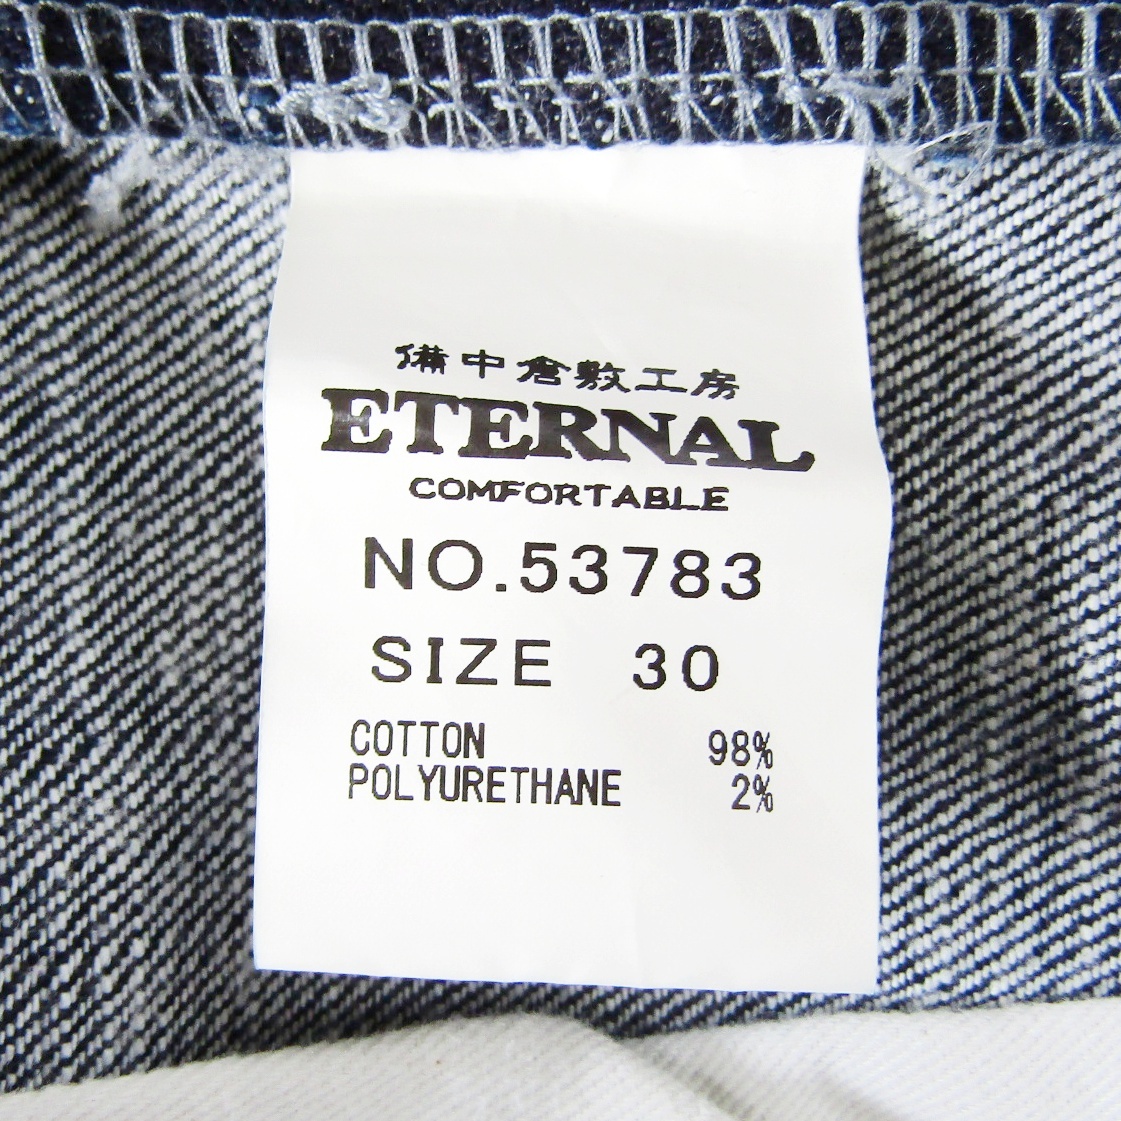 備中倉敷工房
ETERNAL
COMFORTABLE
NO.53783
SIZE 30
COTTON 98%
POLYURETHANE 2%